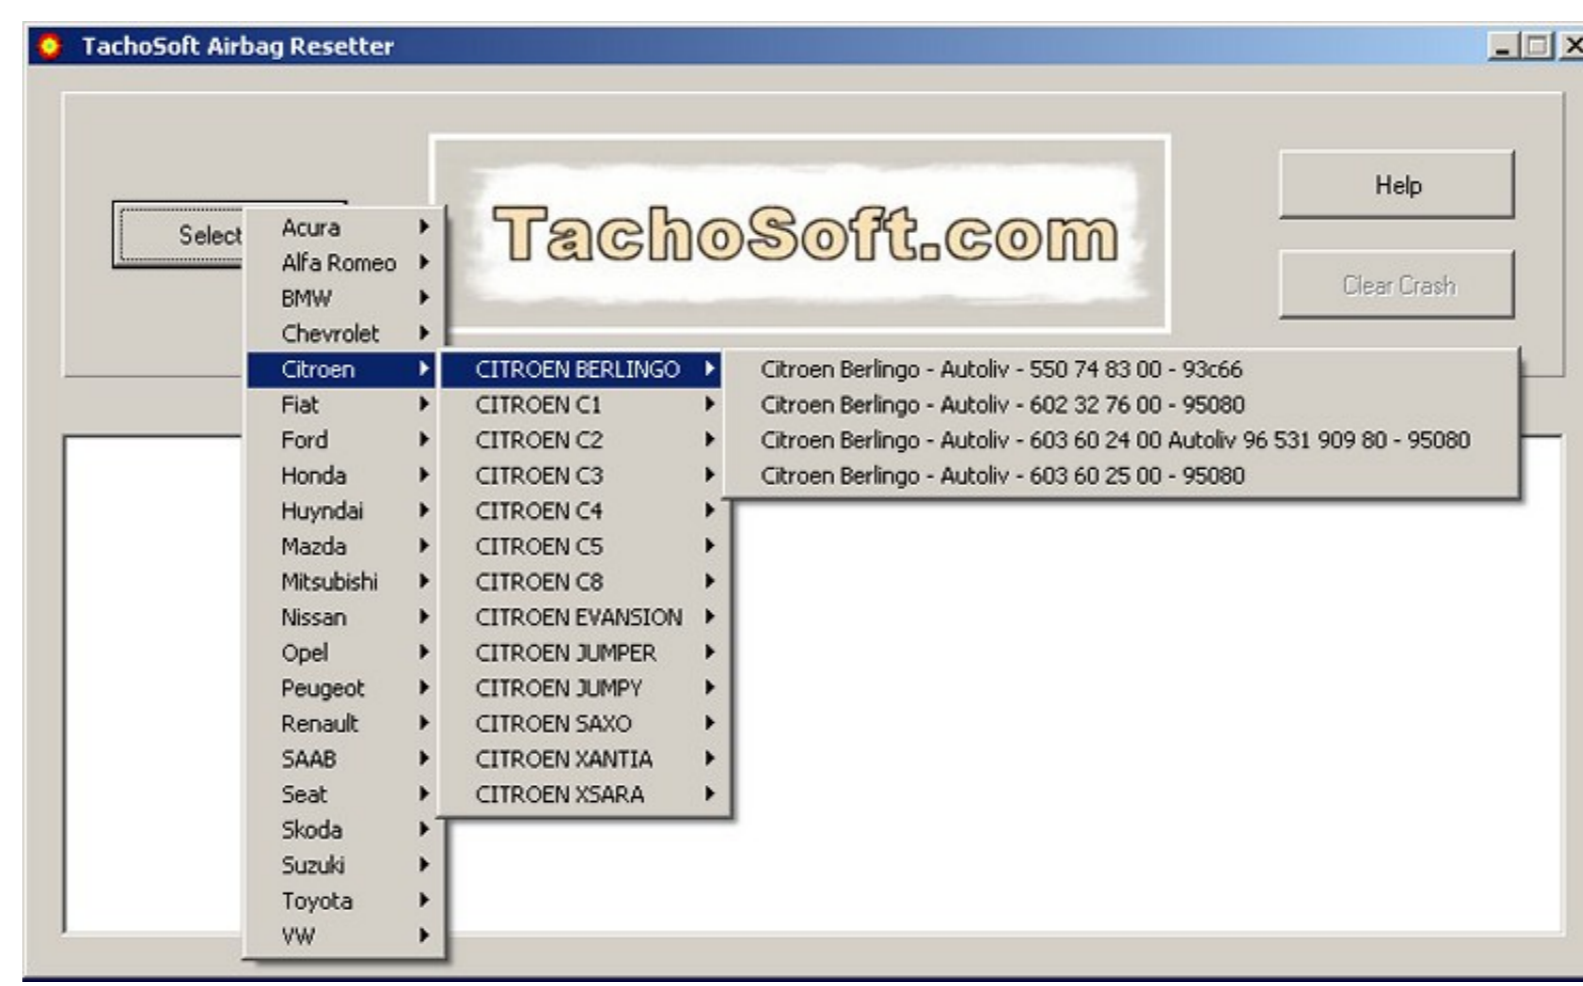 TachoSoft Airbag Resetter
TachoSoft.com
Help
Clear Crash
Select
Acura
Alfa Romeo
BMW
Chevrolet
Citroen
Fiat
Ford
Honda
Huyndai
Mazda
Mitsubishi
Nissan
Opel
Peugeot
Renault
SAAB
Seat
Skoda
Suzuki
Toyota
VW
CITROEN BERLINGO
CITROEN C1
CITROEN C2
CITROEN C3
CITROEN C4
CITROEN C5
CITROEN C8
CITROEN EVANSION
CITROEN JUMPER
CITROEN JUMPY
CITROEN SAXO
CITROEN XANTIA
CITROEN XSARA
Citroen Berlingo - Autoliv - 550 74 83 00 - 93c66
Citroen Berlingo - Autoliv - 602 32 76 00 - 95080
Citroen Berlingo - Autoliv - 603 60 24 00 Autoliv 96 531 909 80 - 95080
Citroen Berlingo - Autoliv - 603 60 25 00 - 95080